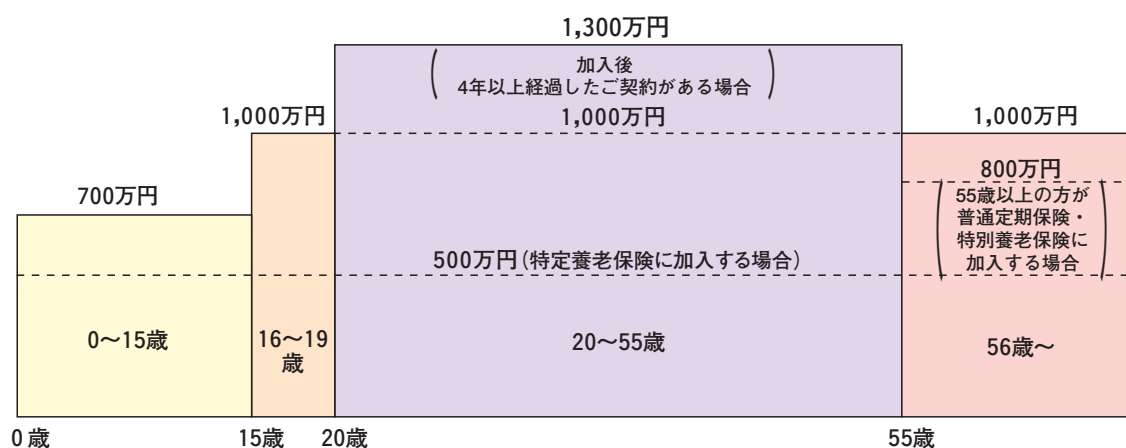 1,300万円
加入後
4年以上経過したご契約がある場合
1,000万円
1,000万円
1,000万円
700万円
800万円
55歳以上の方が
普通定期保険・
特別養老保険に
加入する場合
500万円(特定養老保険に加入する場合)
0〜15歳
16〜19
歳
20〜55歳
56歳〜
0歳
15歳
20歳
55歳